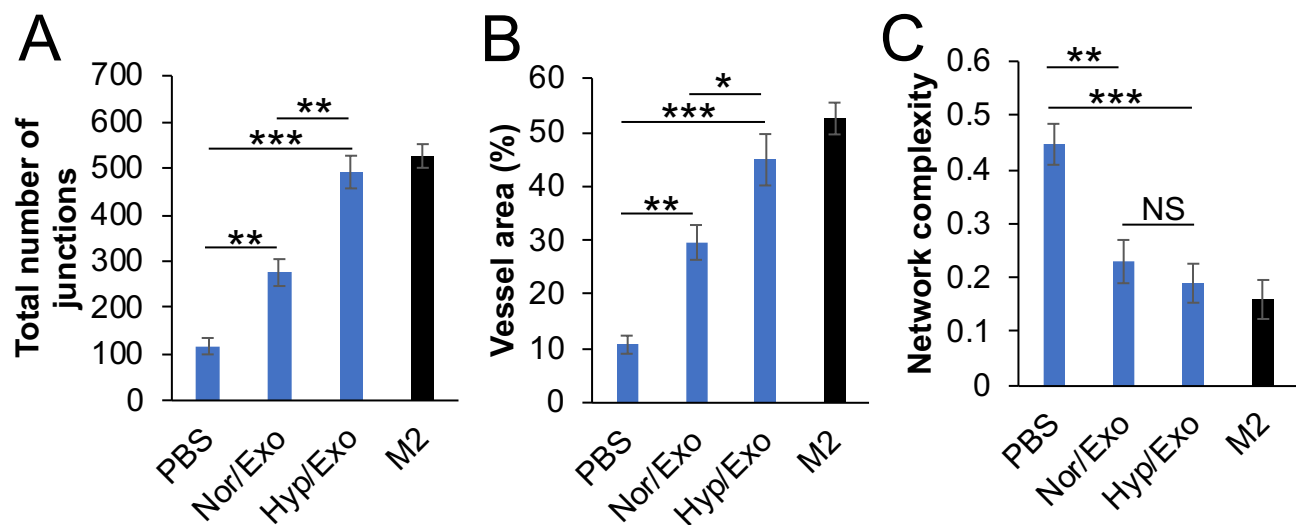 A
Total number of
junctions
700
600
500
400
300
200
100
0
**
***
**
PBS
Nor/Exo
Hyp/Exo
M2
B
Vessel area (%)
60
50
40
30
20
10
0
*
***
**
PBS
Nor/Exo
Hyp/Exo
M2
C
Network complexity
0.6
0.5
0.4
0.3
0.2
0.1
0
**
***
NS
PBS
Nor/Exo
Hyp/Exo
M2